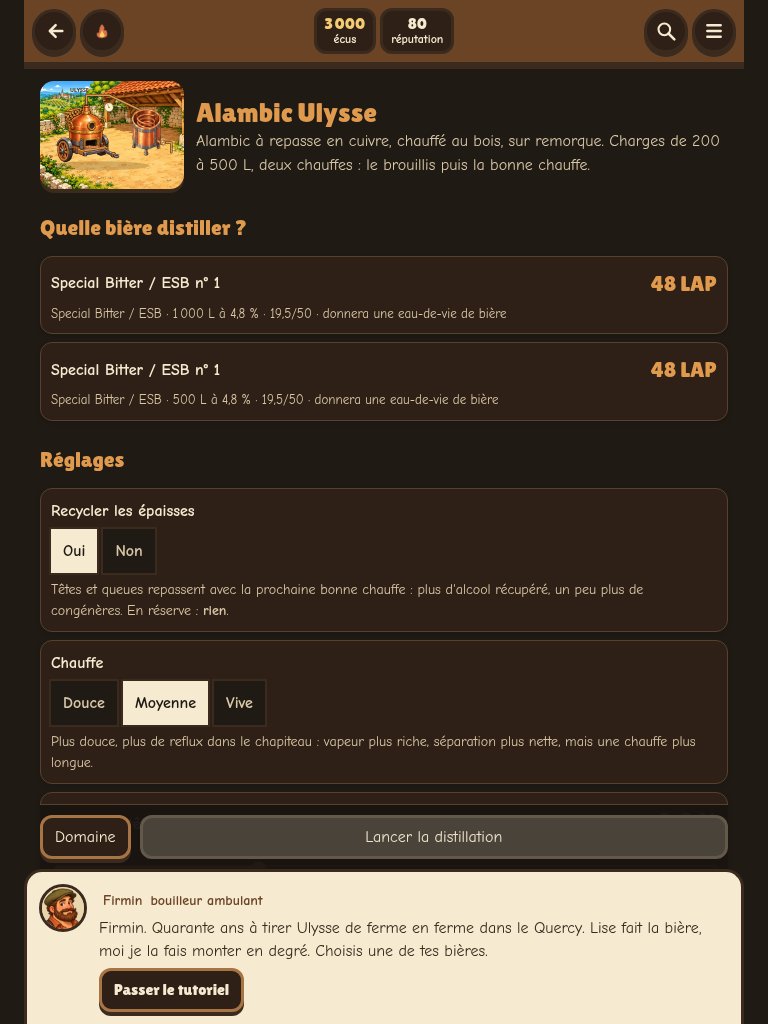 3 000
écus
80
réputation
ULYSSE
Alambic Ulysse
Alambic à repasse en cuivre, chauffé au bois, sur remorque. Charges de 200
à 500 L, deux chauffes : le brouillis puis la bonne chauffe.
Quelle bière distiller ?
Special Bitter / ESB n° 1
48 LAP
Special Bitter / ESB · 1 000 L à 4,8 % · 19,5/50 · donnera une eau-de-vie de bière
Special Bitter / ESB n° 1
48 LAP
Special Bitter / ESB · 500 L à 4,8 % · 19,5/50 · donnera une eau-de-vie de bière
Réglages
Recycler les épaisses
Oui
Non
Têtes et queues repassent avec la prochaine bonne chauffe : plus d'alcool récupéré, un peu plus de
congénères. En réserve : rien.
Chauffe
Douce
Moyenne
Vive
Plus douce, plus de reflux dans le chapiteau : vapeur plus riche, séparation plus nette, mais une chauffe plus
longue.
Domaine
Lancer la distillation
Firmin bouilleur ambulant
Firmin. Quarante ans à tirer Ulysse de ferme en ferme dans le Quercy. Lise fait la bière,
moi je la fais monter en degré. Choisis une de tes bières.
Passer le tutoriel